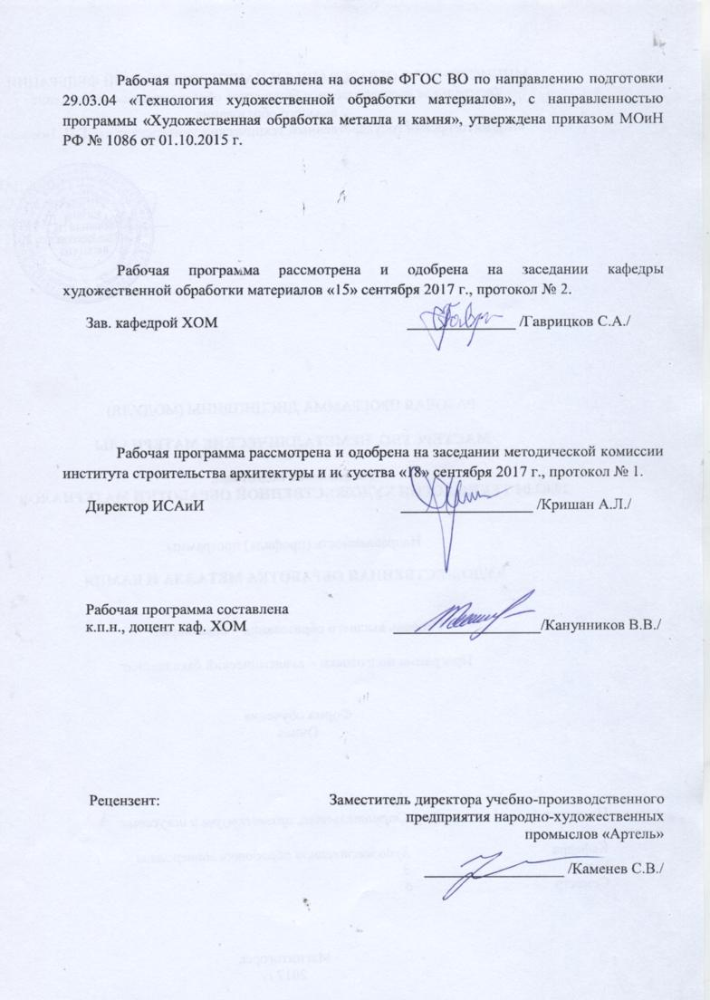 Рабочая программа составлена на основе ФГОС ВО по направлению подготовки
29.03.04 «Технология художественной обработки материалов», с направленностью
программы «Художественная обработка металла и камня», утверждена приказом МОиН
РФ № 1086 от 01.10.2015 г.
Рабочая программа рассмотрена и одобрена на заседании кафедры
художественной обработки материалов «15» сентября 2017 г., протокол № 2.
Зав. кафедрой ХОМ /Гаврицков С.А./
Рабочая программа рассмотрена и одобрена на заседании методической комиссии
института строительства архитектуры и искусства «18» сентября 2017 г., протокол № 1.
Директор ИСАиИ /Кришан А.Л./
Рабочая программа составлена
к.п.н., доцент каф. ХОМ /Канунников В.В./
Рецензент: Заместитель директора учебно-производственного
предприятия народно-художественных
промыслов «Артель»
/Каменев С.В./